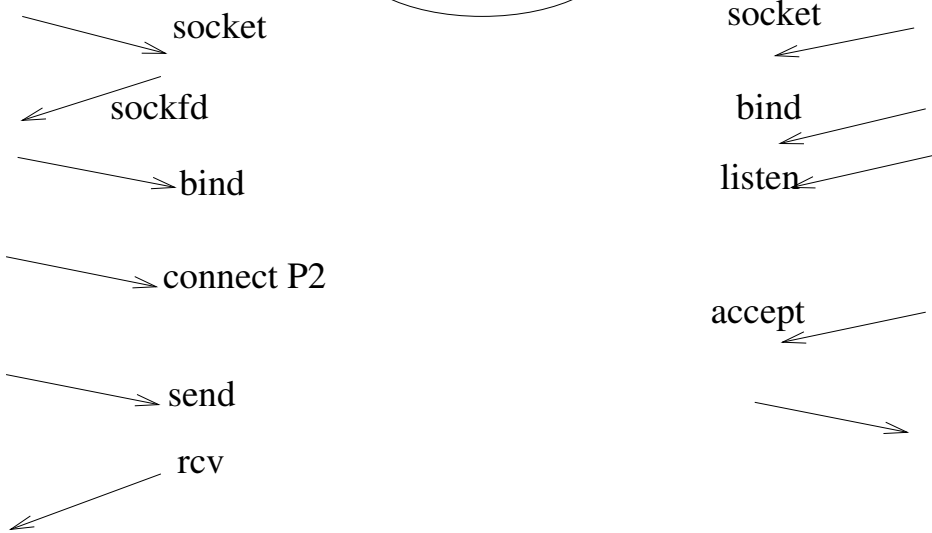 socket
sockfd
bind
connect P2
send
rcv
socket
bind
listen
accept